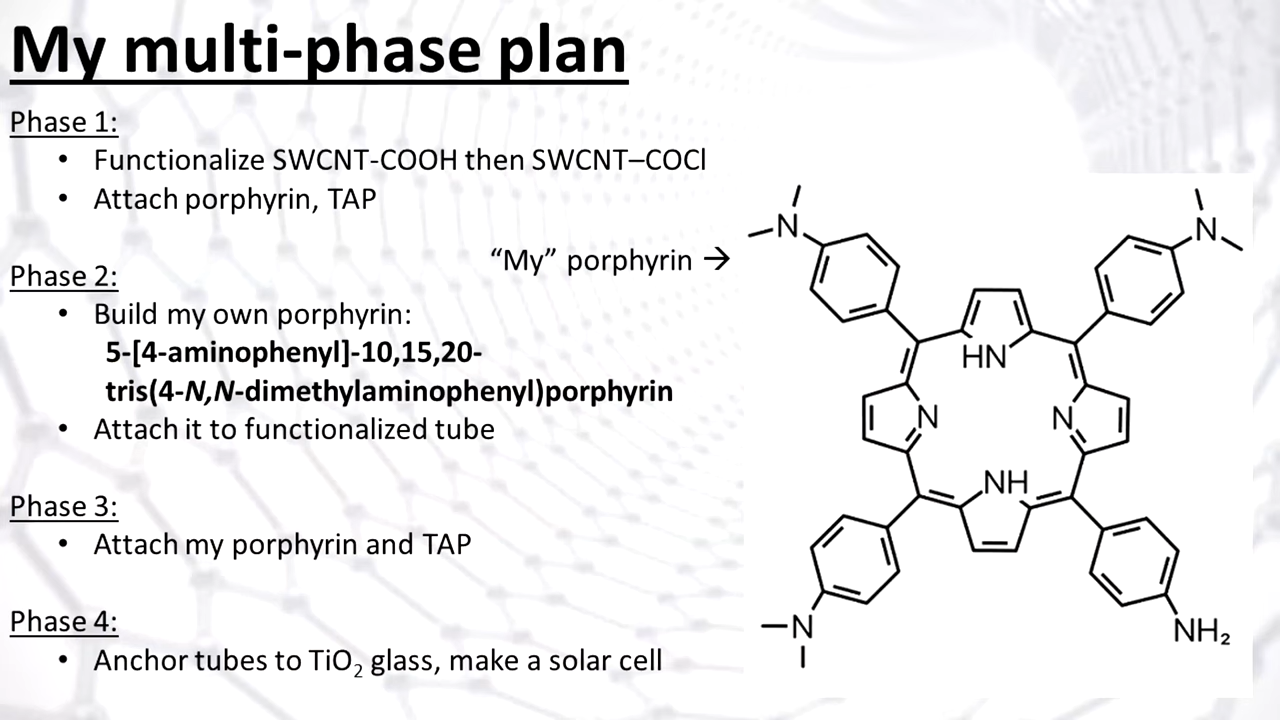 My multi-phase plan
Phase 1:
• Functionalize SWCNT-COOH then SWCNT–COCl
• Attach porphyrin, TAP
“My” porphyrin →
Phase 2:
• Build my own porphyrin:
5-[4-aminophenyl]-10,15,20-
tris(4-N,N-dimethylaminophenyl)porphyrin
• Attach it to functionalized tube
Phase 3:
• Attach my porphyrin and TAP
Phase 4:
• Anchor tubes to TiO₂ glass, make a solar cell
N
N
HN
N
N
NH
N
NH₂